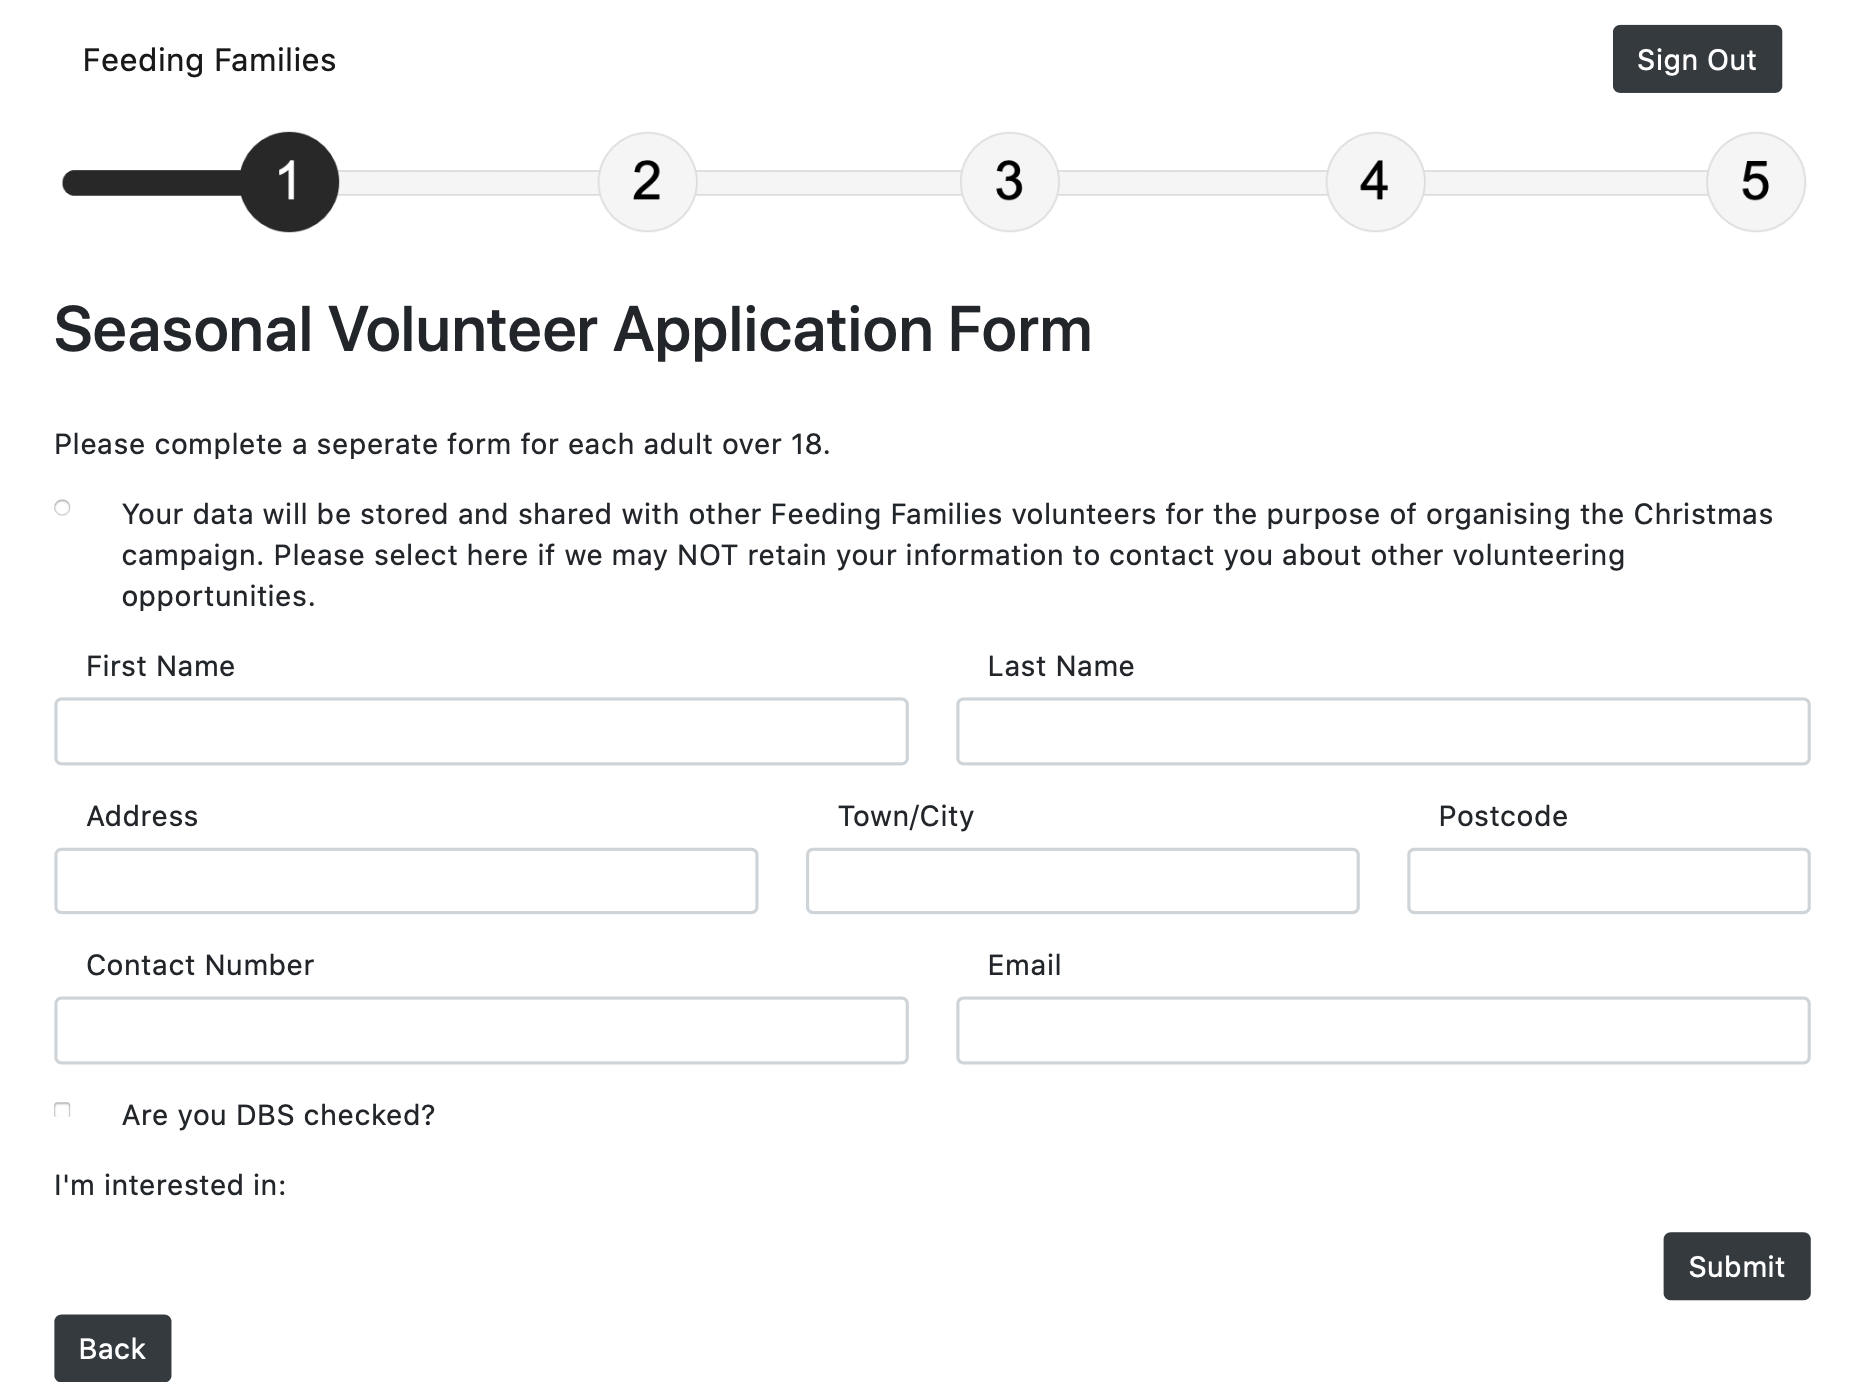 Feeding Families
Sign Out
1 2 3 4 5
Seasonal Volunteer Application Form
Please complete a seperate form for each adult over 18.
Your data will be stored and shared with other Feeding Families volunteers for the purpose of organising the Christmas
campaign. Please select here if we may NOT retain your information to contact you about other volunteering
opportunities.
First Name
Last Name
Address
Town/City
Postcode
Contact Number
Email
Are you DBS checked?
I'm interested in:
Submit
Back